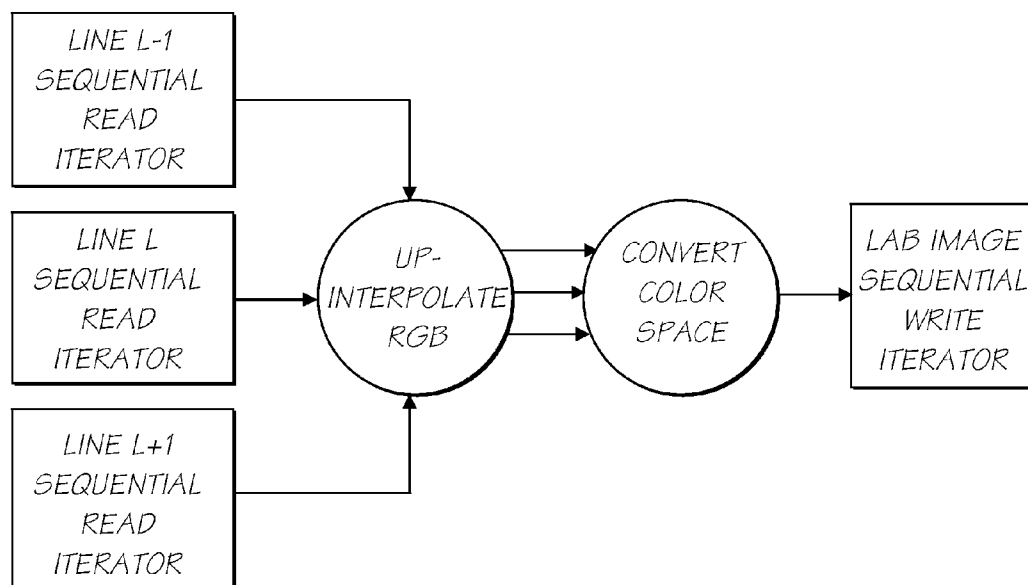 LINE L-1
SEQUENTIAL
READ
ITERATOR
LINE L
SEQUENTIAL
READ
ITERATOR
LINE L+1
SEQUENTIAL
READ
ITERATOR
UP-
INTERPOLATE
RGB
CONVERT
COLOR
SPACE
LAB IMAGE
SEQUENTIAL
WRITE
ITERATOR